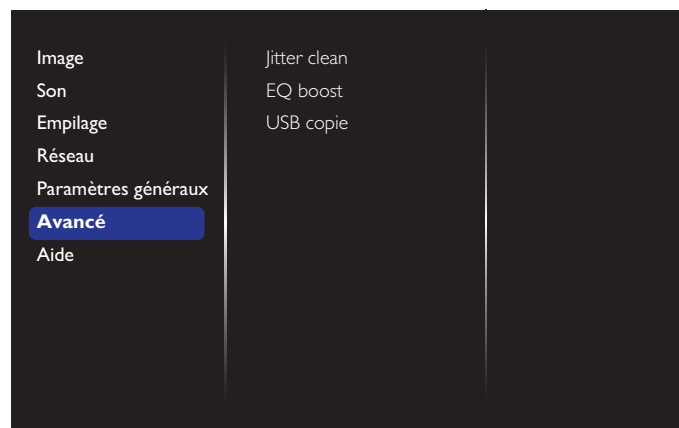 Image
Son
Empilage
Réseau
Paramètres généraux
Avancé
Aide
Jitter clean
EQ boost
USB copie